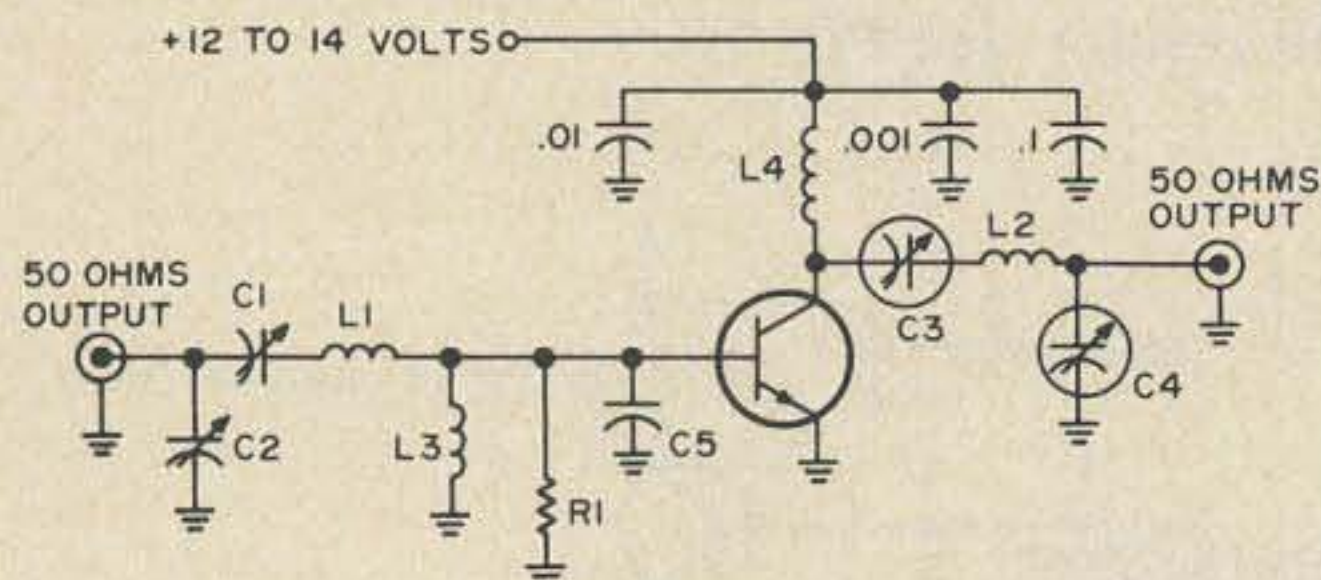 +12 TO 14 VOLTS
.01
.001
.1
L4
50 OHMS
OUTPUT
L2
C3
C4
50 OHMS
OUTPUT
C1
L1
C2
L3
R1
C5